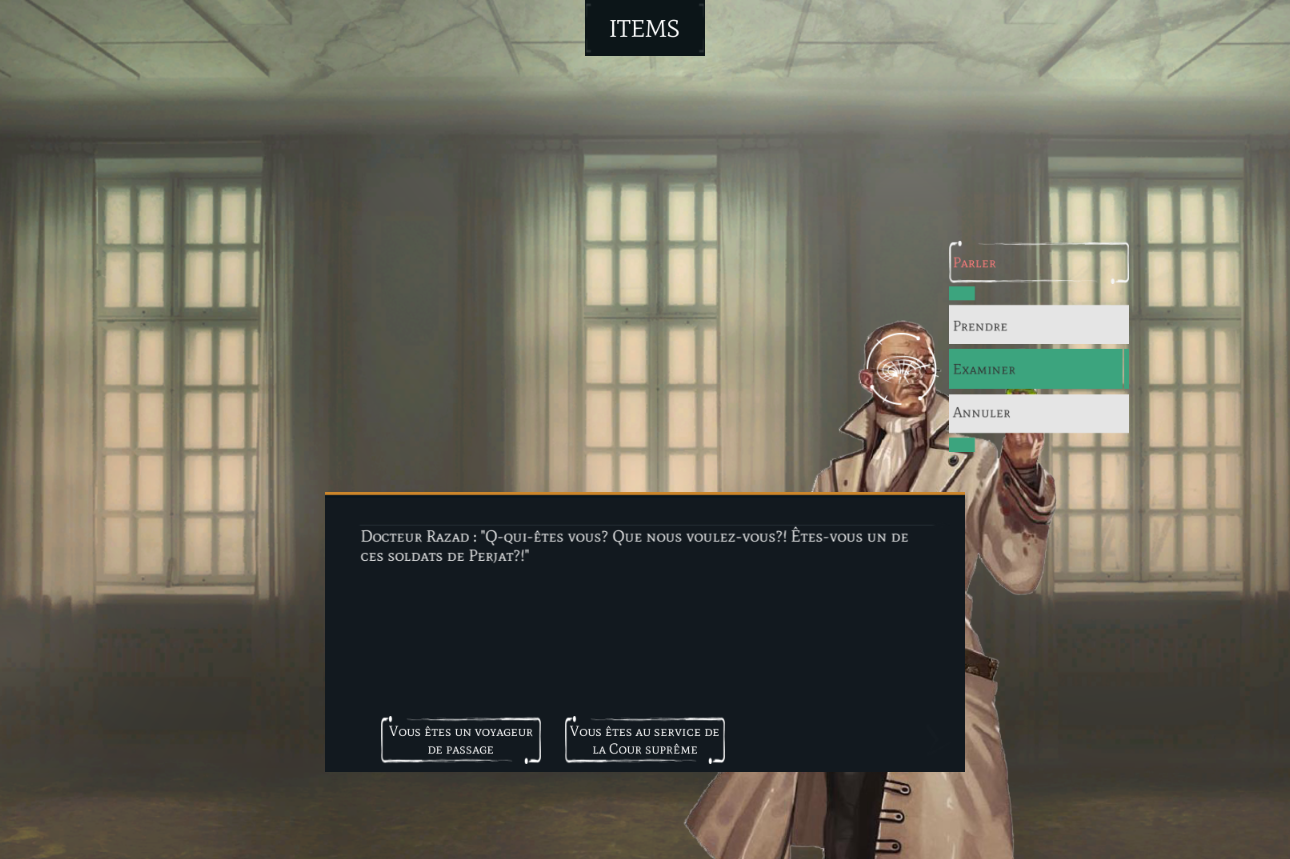 ITEMS
Parler
Prendre
Examiner
Annuler
Docteur Razad : "Q-qui-êtes vous? Que nous voulez-vous?! Êtes-vous un de
ces soldats de Perjat?!"
Vous êtes un voyageur
de passage
Vous êtes au service de
la Cour suprême